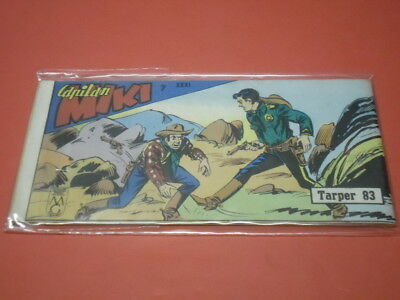 Capitan
MIKI
7 XXXI
Tarper 83